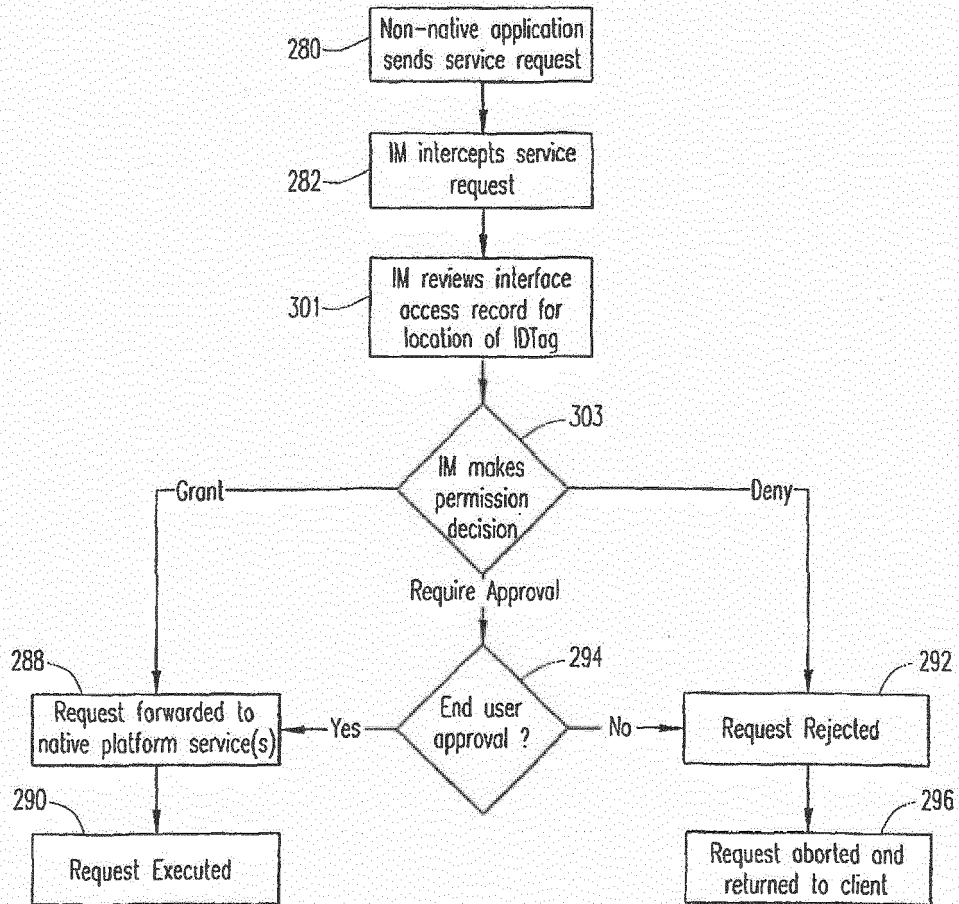 Non-native application
sends service request
280
IM intercepts service
request
282
IM reviews interface
access record for
location of IDTag
301
303
IM makes
permission
decision
Grant
Deny
Require Approval
288
294
292
Request forwarded to
native platform service(s)
Yes
End user
approval ?
No
Request Rejected
290
296
Request Executed
Request aborted and
returned to client